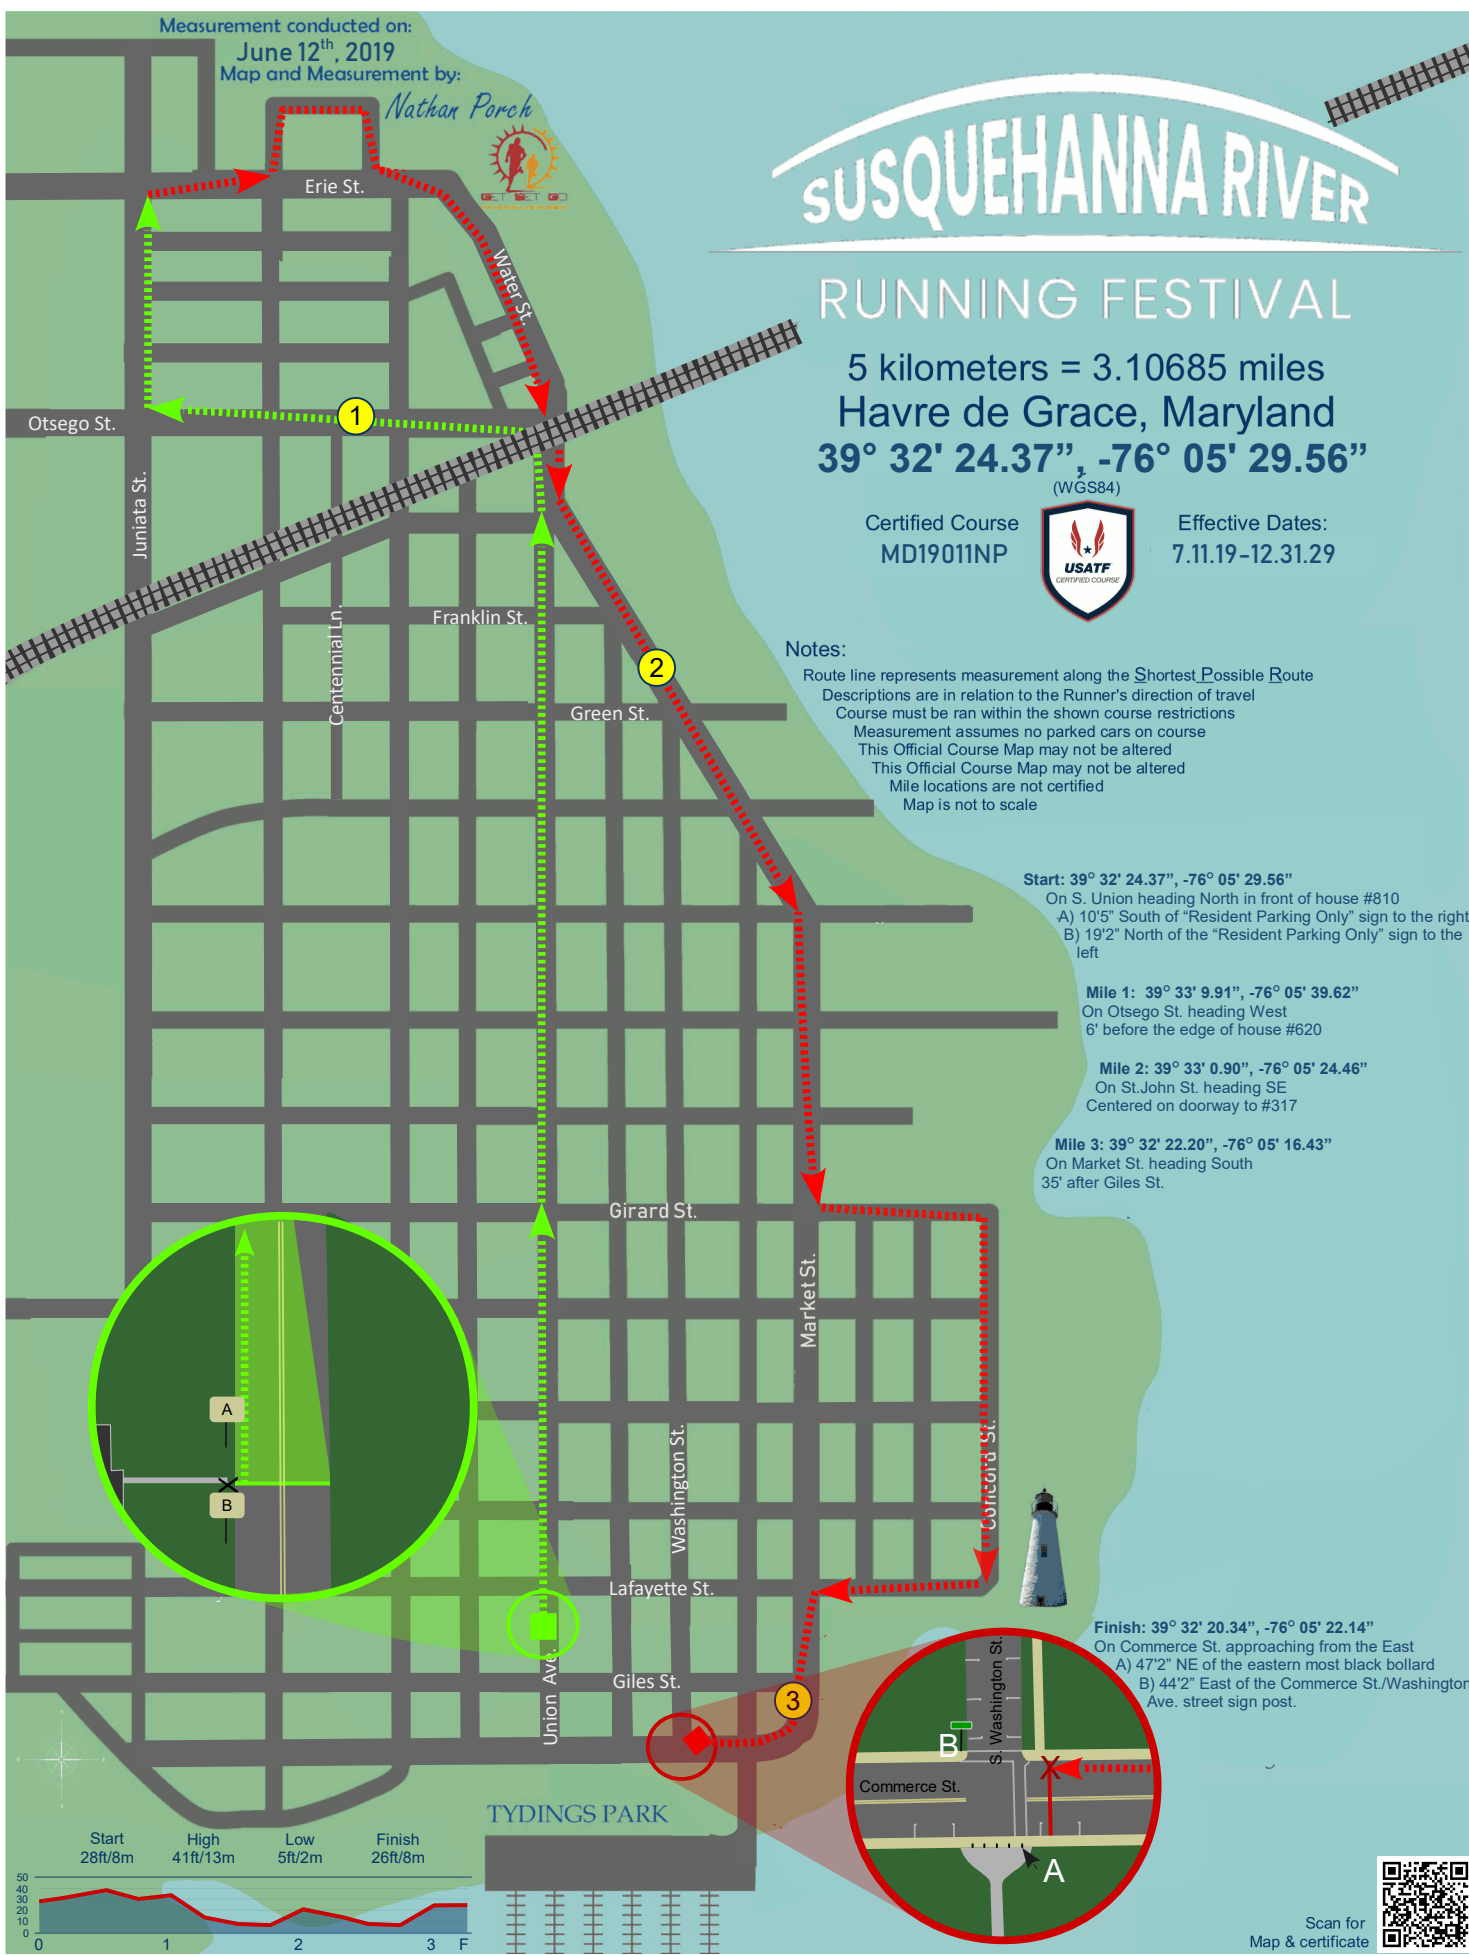 Measurement conducted on:
June 12th, 2019
Map and Measurement by:
Nathan Porch
GET SET GO!
SUSQUEHANNA RIVER
RUNNING FESTIVAL
5 kilometers = 3.10685 miles
Havre de Grace, Maryland
39° 32' 24.37”, -76° 05' 29.56”
(WGS84)
Certified Course
MD19011NP
USATF
CERTIFIED COURSE
Effective Dates:
7.11.19-12.31.29
Notes:
Route line represents measurement along the Shortest Possible Route
Descriptions are in relation to the Runner's direction of travel
Course must be ran within the shown course restrictions
Measurement assumes no parked cars on course
This Official Course Map may not be altered
This Official Course Map may not be altered
Mile locations are not certified
Map is not to scale
Start: 39° 32' 24.37”, -76° 05' 29.56”
On S. Union heading North in front of house #810
A) 10'5” South of “Resident Parking Only” sign to the right
B) 19'2” North of the “Resident Parking Only” sign to the
left
Mile 1: 39° 33' 9.91”, -76° 05' 39.62”
On Otsego St. heading West
6' before the edge of house #620
Mile 2: 39° 33' 0.90”, -76° 05' 24.46”
On St.John St. heading SE
Centered on doorway to #317
Mile 3: 39° 32' 22.20”, -76° 05' 16.43”
On Market St. heading South
35' after Giles St.
Finish: 39° 32' 20.34”, -76° 05' 22.14”
On Commerce St. approaching from the East
A) 47'2” NE of the eastern most black bollard
B) 44'2” East of the Commerce St./Washington
Ave. street sign post.
Erie St.
Water St.
Otsego St.
1
Juniata St.
Franklin St.
Centennial Ln.
2
Green St.
Girard St.
Market St.
A
B
Washington St.
Concord St.
Lafayette St.
Union Ave.
Giles St.
3
S. Washington St.
B
Commerce St.
X
A
TYDINGS PARK
Start
28ft/8m
High
41ft/13m
Low
5ft/2m
Finish
26ft/8m
50
40
30
20
10
0
0 1 2 3 F
Scan for
Map & certificate